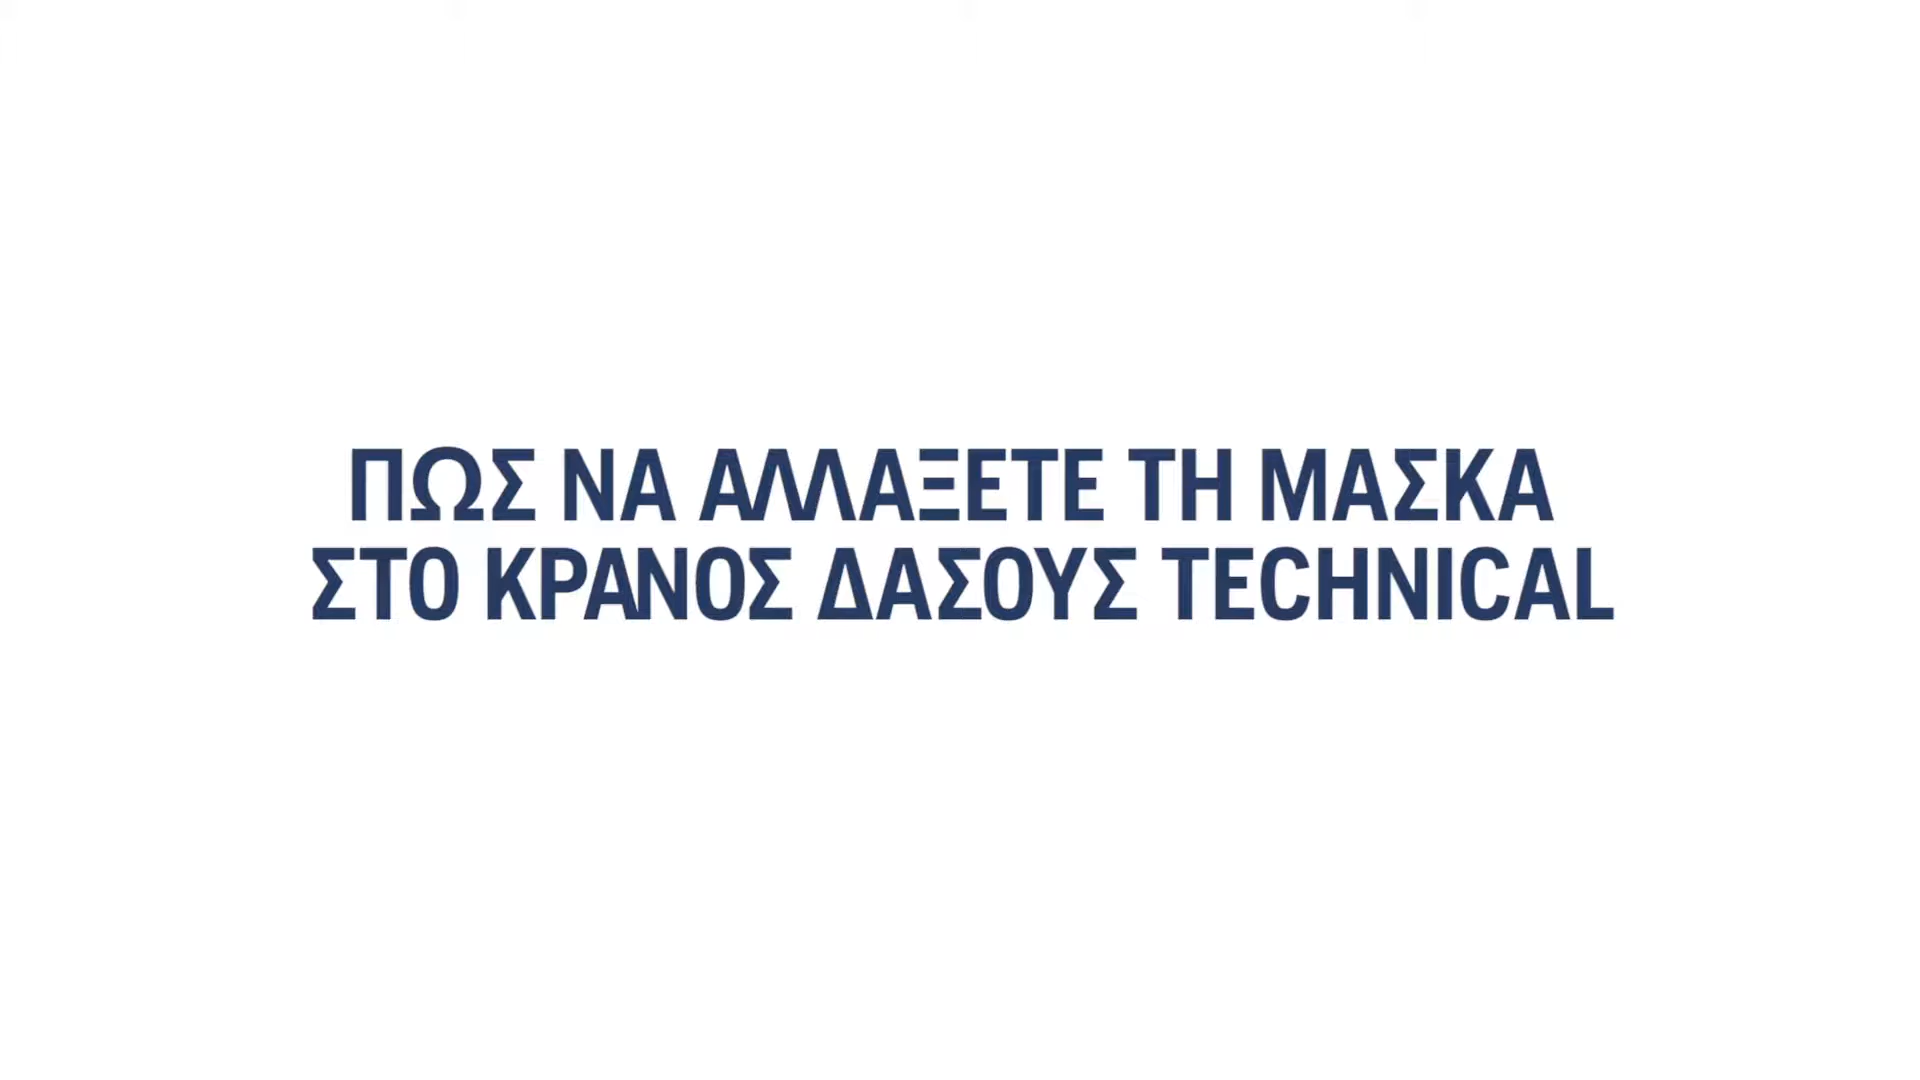 ΠΩΣ ΝΑ ΑΛΛΑΞΕΤΕ ΤΗ ΜΑΣΚΑ
ΣΤΟ ΚΡΑΝΟΣ ΔΑΣΟΥΣ TECHNICAL